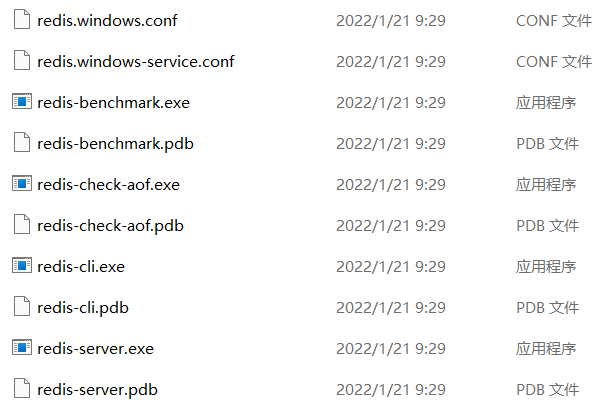 redis.windows.conf 2022/1/21 9:29 CONF 文件
redis.windows-service.conf 2022/1/21 9:29 CONF 文件
redis-benchmark.exe 2022/1/21 9:29 应用程序
redis-benchmark.pdb 2022/1/21 9:29 PDB 文件
redis-check-aof.exe 2022/1/21 9:29 应用程序
redis-check-aof.pdb 2022/1/21 9:29 PDB 文件
redis-cli.exe 2022/1/21 9:29 应用程序
redis-cli.pdb 2022/1/21 9:29 PDB 文件
redis-server.exe 2022/1/21 9:29 应用程序
redis-server.pdb 2022/1/21 9:29 PDB 文件